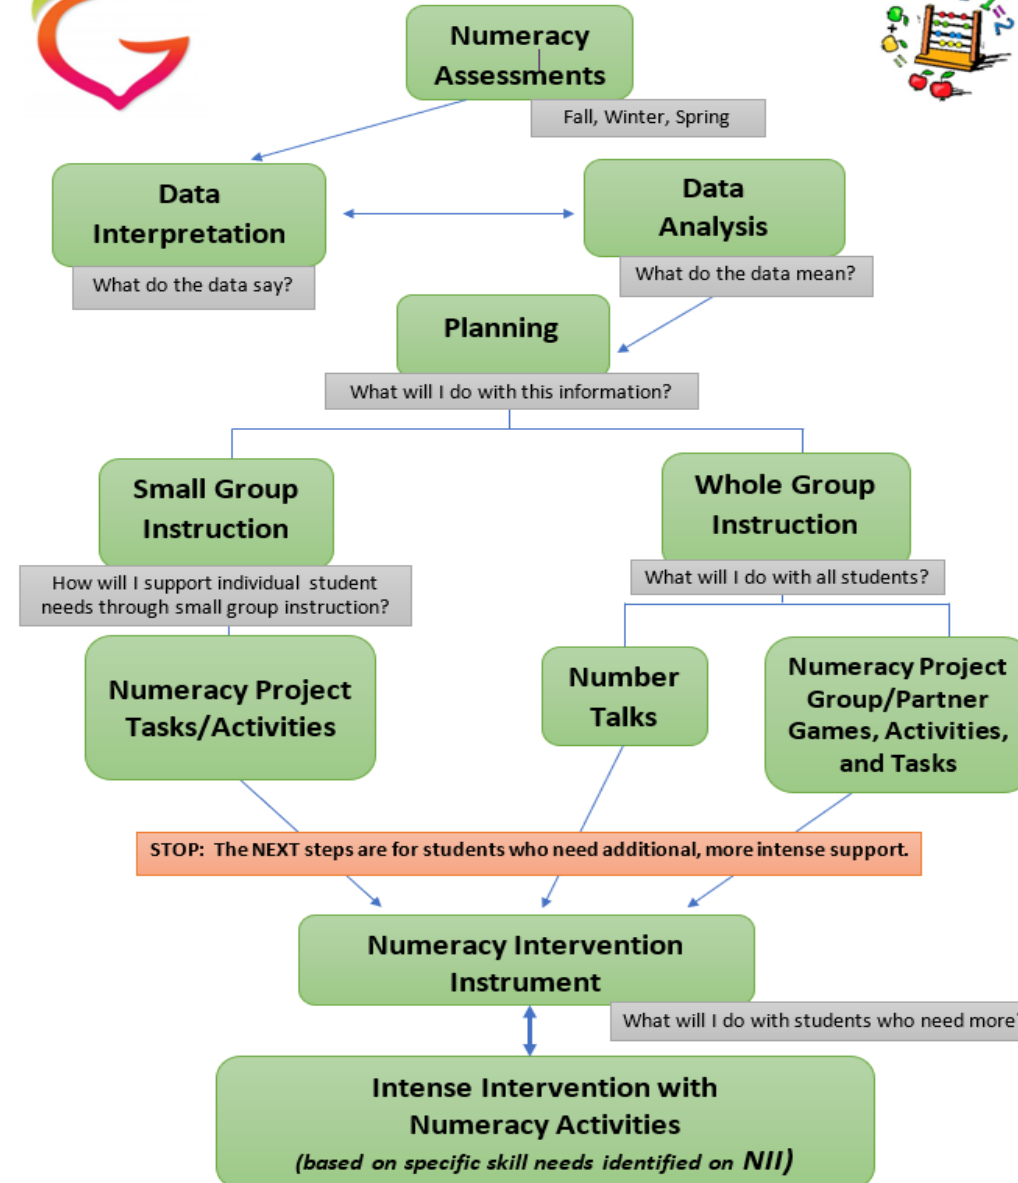 Numeracy
Assessments
Fall, Winter, Spring
Data
Interpretation
What do the data say?
Data
Analysis
What do the data mean?
Planning
What will I do with this information?
Small Group
Instruction
How will I support individual student
needs through small group instruction?
Numeracy Project
Tasks/Activities
Whole Group
Instruction
What will I do with all students?
Number
Talks
Numeracy Project
Group/Partner
Games, Activities,
and Tasks
STOP: The NEXT steps are for students who need additional, more intense support.
Numeracy Intervention
Instrument
What will I do with students who need more?
Intense Intervention with
Numeracy Activities
(based on specific skill needs identified on NII)